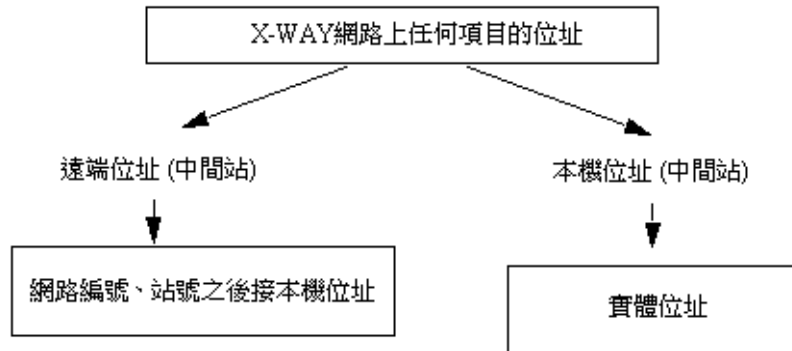 X-WAY網路上任何項目的位址
遠端位址 (中間站)
本機位址 (中間站)
網路編號、站號之後接本機位址
實體位址